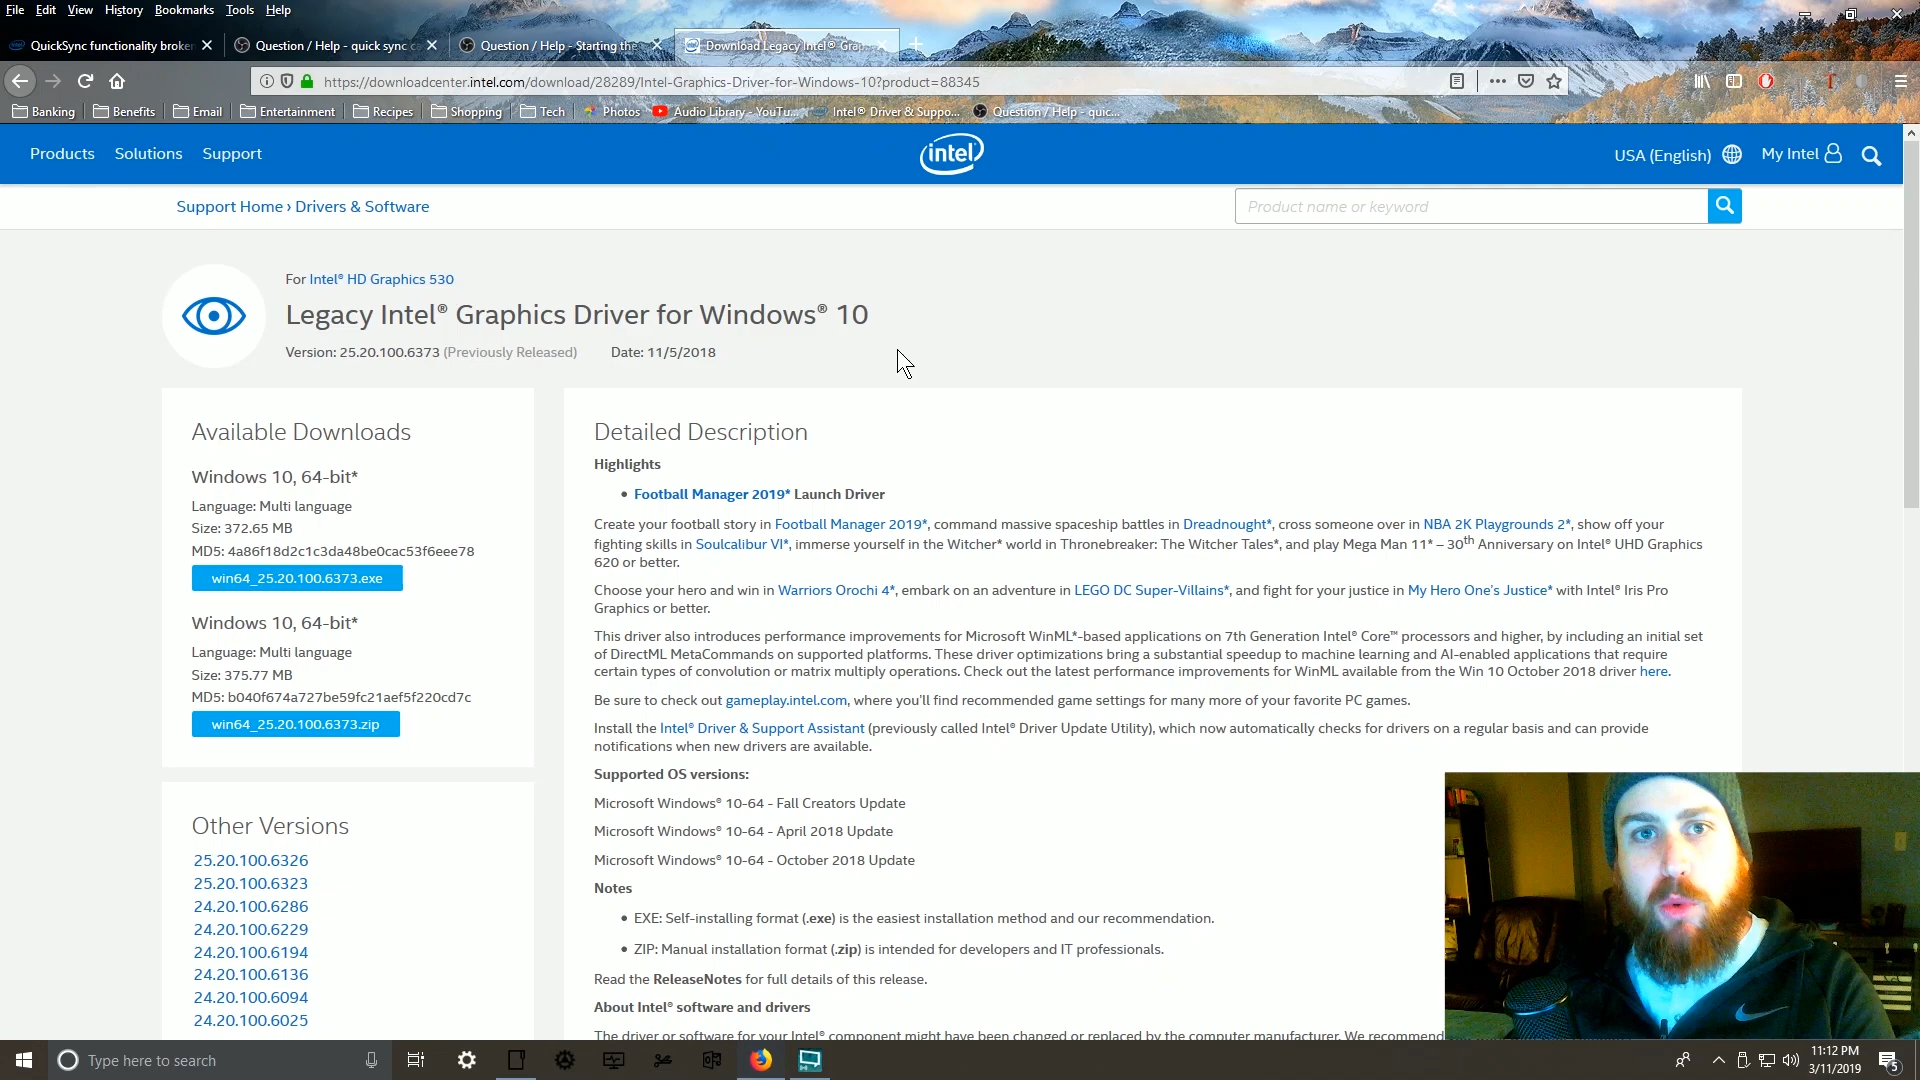 File Edit View History Bookmarks Tools Help
QuickSync functionality broken
Question / Help - quick sync ca
Question / Help - Starting the
Download Legacy Intel® Grap
https://downloadcenter.intel.com/download/28289/Intel-Graphics-Driver-for-Windows-10?product=88345
Banking Benefits Email Entertainment Recipes Shopping Tech Photos Audio Library - YouTu... Intel® Driver & Suppo... Question / Help - quic...
Products Solutions Support
intel
USA (English) My Intel
Support Home › Drivers & Software
Product name or keyword
For Intel® HD Graphics 530
Legacy Intel® Graphics Driver for Windows® 10
Version: 25.20.100.6373 (Previously Released) Date: 11/5/2018
Available Downloads
Windows 10, 64-bit*
Language: Multi language
Size: 372.65 MB
MD5: 4a86f18d2c1c3da48be0cac53f6eee78
win64_25.20.100.6373.exe
Windows 10, 64-bit*
Language: Multi language
Size: 375.77 MB
MD5: b040f674a727be59fc21aef5f220cd7c
win64_25.20.100.6373.zip
Other Versions
25.20.100.6326
25.20.100.6323
24.20.100.6286
24.20.100.6229
24.20.100.6194
24.20.100.6136
24.20.100.6094
24.20.100.6025
Detailed Description
Highlights
• Football Manager 2019* Launch Driver
Create your football story in Football Manager 2019*, command massive spaceship battles in Dreadnought*, cross someone over in NBA 2K Playgrounds 2*, show off your
fighting skills in Soulcalibur VI*, immerse yourself in the Witcher* world in Thronebreaker: The Witcher Tales*, and play Mega Man 11* – 30th Anniversary on Intel® UHD Graphics
620 or better.
Choose your hero and win in Warriors Orochi 4*, embark on an adventure in LEGO DC Super-Villains*, and fight for your justice in My Hero One's Justice* with Intel® Iris Pro
Graphics or better.
This driver also introduces performance improvements for Microsoft WinML*-based applications on 7th Generation Intel® Core™ processors and higher, by including an initial set
of DirectML MetaCommands on supported platforms. These driver optimizations bring a substantial speedup to machine learning and AI-enabled applications that require
certain types of convolution or matrix multiply operations. Check out the latest performance improvements for WinML available from the Win 10 October 2018 driver here.
Be sure to check out gameplay.intel.com, where you'll find recommended game settings for many more of your favorite PC games.
Install the Intel® Driver & Support Assistant (previously called Intel® Driver Update Utility), which now automatically checks for drivers on a regular basis and can provide
notifications when new drivers are available.
Supported OS versions:
Microsoft Windows® 10-64 - Fall Creators Update
Microsoft Windows® 10-64 - April 2018 Update
Microsoft Windows® 10-64 - October 2018 Update
Notes
• EXE: Self-installing format (.exe) is the easiest installation method and our recommendation.
• ZIP: Manual installation format (.zip) is intended for developers and IT professionals.
Read the ReleaseNotes for full details of this release.
About Intel® software and drivers
The driver or software for your Intel® component might have been changed or replaced by the computer manufacturer. We recommend
Type here to search
11:12 PM
3/11/2019
5